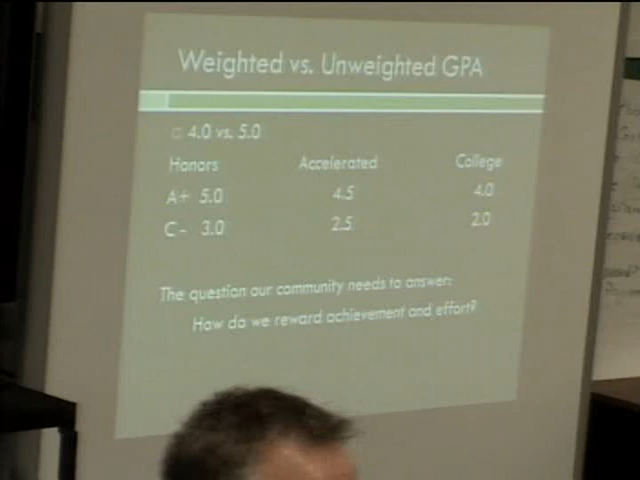 Weighted vs. Unweighted GPA
4.0 vs. 5.0
Honors Accelerated College
A+ 5.0 4.5 4.0
C- 3.0 2.5 2.0
The question our community needs to answer:
How do we reward achievement and effort?